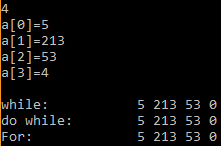 4
a[0]=5
a[1]=213
a[2]=53
a[3]=4
while: 5 213 53 0
do while: 5 213 53 0
For: 5 213 53 0